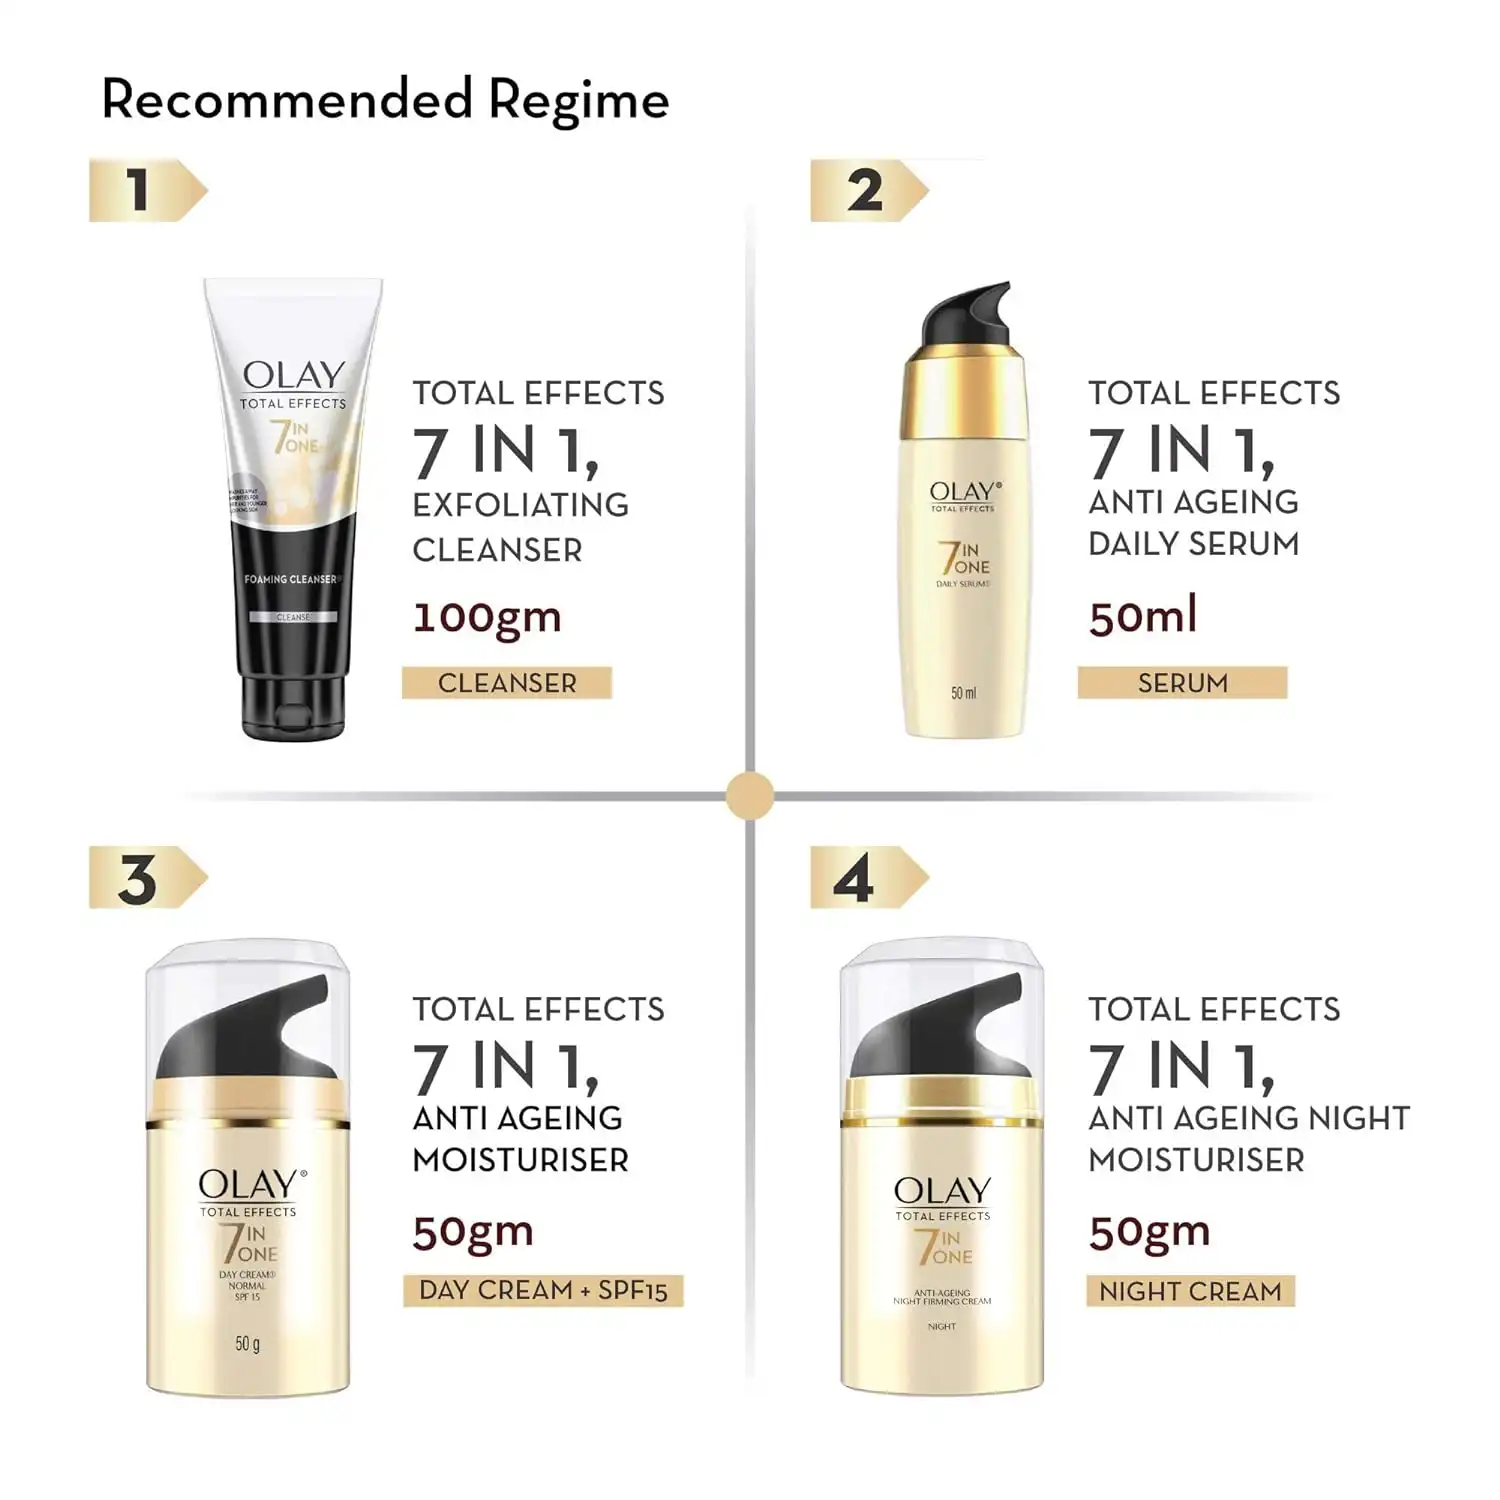 Recommended Regime
1
OLAY
TOTAL EFFECTS
7 IN
ONE
FOAMING CLEANSER
CLEANSE
TOTAL EFFECTS
7 IN 1,
EXFOLIATING
CLEANSER
100gm
CLEANSER
2
OLAY®
TOTAL EFFECTS
7 IN
ONE
DAILY SERUM
50 ml
TOTAL EFFECTS
7 IN 1,
ANTI AGEING
DAILY SERUM
50ml
SERUM
3
OLAY®
TOTAL EFFECTS
7 IN
ONE
DAY CREAM
NORMAL
SPF 15
50 g
TOTAL EFFECTS
7 IN 1,
ANTI AGEING
MOISTURISER
50gm
DAY CREAM + SPF15
4
OLAY
TOTAL EFFECTS
7 IN
ONE
ANTI-AGEING
NIGHT FIRMING CREAM
NIGHT
TOTAL EFFECTS
7 IN 1,
ANTI AGEING NIGHT
MOISTURISER
50gm
NIGHT CREAM